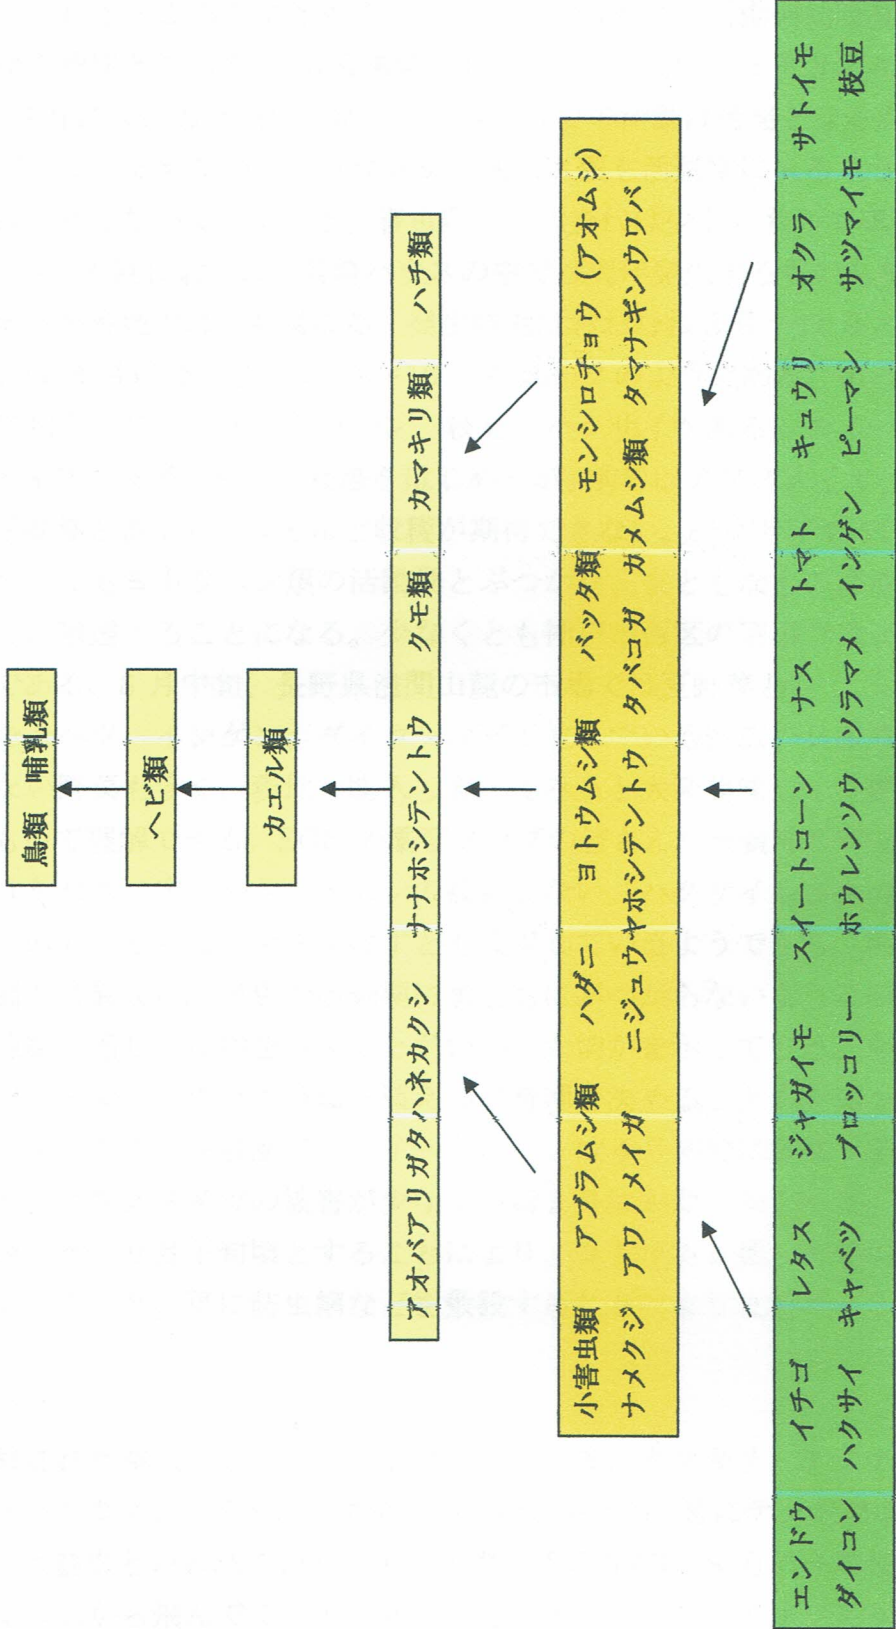 鳥類 哺乳類
ヘビ類
カエル類
アオバアリガタハネカクシ ナナホシテントウ クモ類 カマキリ類 ハチ類
小害虫類 アブラムシ類 ハダニ ヨトウムシ類 バッタ類 モンシロチョウ(アオムシ)
ナメクジ アワノメイガ ニジュウヤホシテントウ タバコガ カメムシ類 タマナギンウワバ
エンドウ イチゴ レタス ジャガイモ スイートコーン ナス トマト キュウリ オクラ サトイモ
ダイコン ハクサイ キャベツ ブロッコリー ホウレンソウ ソラマメ インゲン ピーマン サツマイモ 枝豆